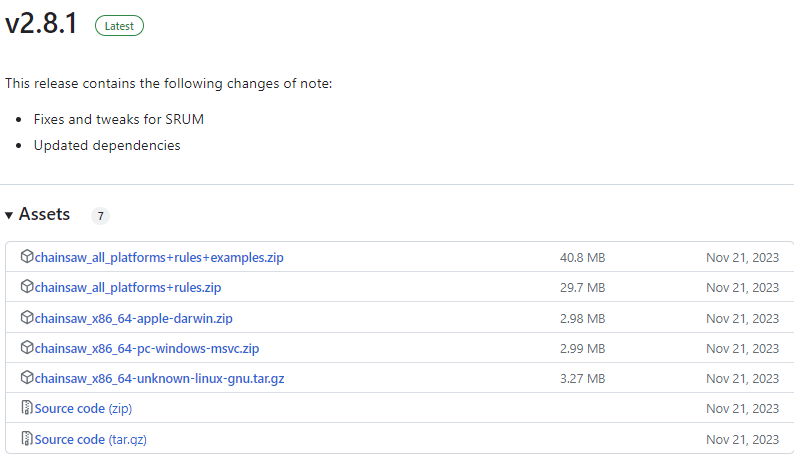 v2.8.1 Latest
This release contains the following changes of note:
Fixes and tweaks for SRUM
Updated dependencies
Assets 7
chainsaw_all_platforms+rules+examples.zip 40.8 MB Nov 21, 2023
chainsaw_all_platforms+rules.zip 29.7 MB Nov 21, 2023
chainsaw_x86_64-apple-darwin.zip 2.98 MB Nov 21, 2023
chainsaw_x86_64-pc-windows-msvc.zip 2.99 MB Nov 21, 2023
chainsaw_x86_64-unknown-linux-gnu.tar.gz 3.27 MB Nov 21, 2023
Source code (zip) Nov 21, 2023
Source code (tar.gz) Nov 21, 2023